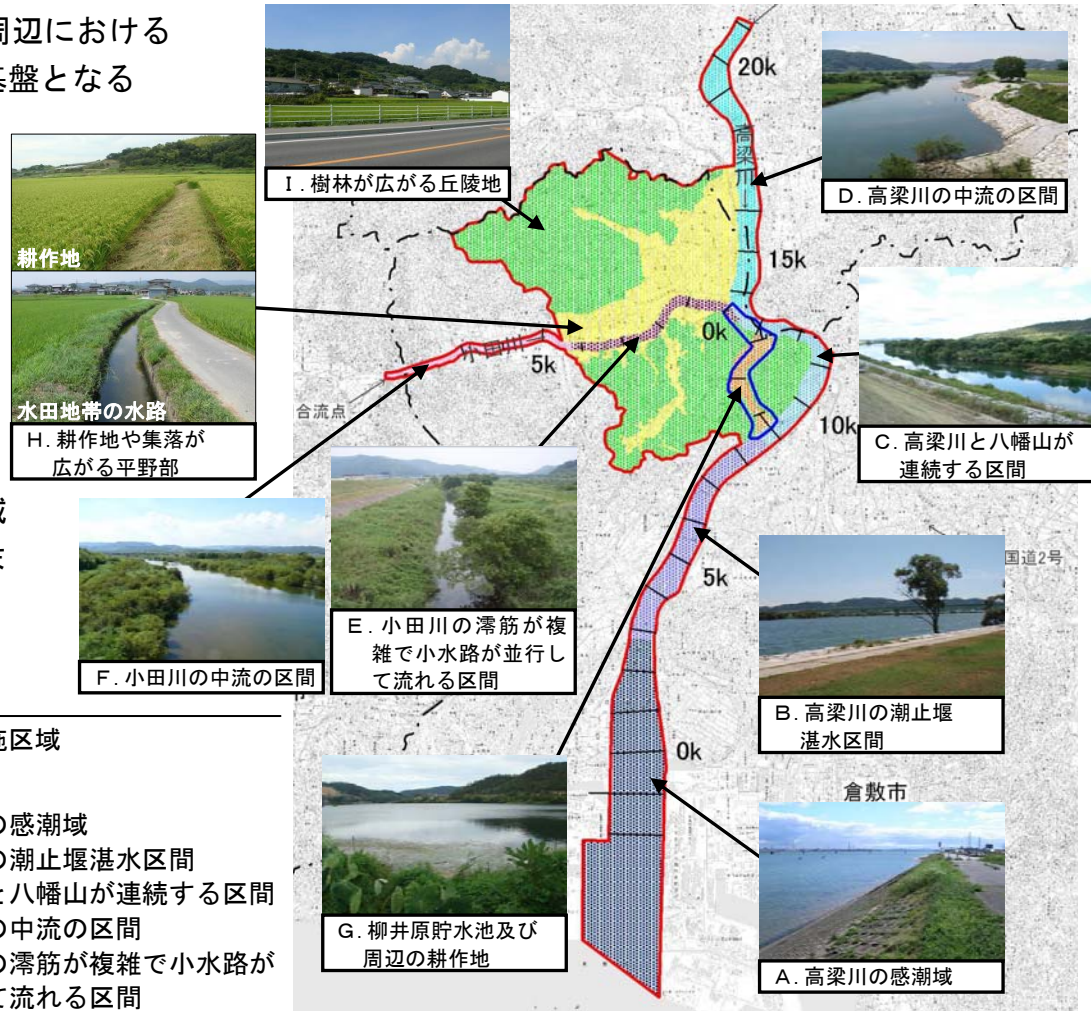 周辺における
基盤となる
I．樹林が広がる丘陵地
20k
高梁川
D．高梁川の中流の区間
耕作地
水田地帯の水路
H．耕作地や集落が
広がる平野部
15k
0k
小田川
5k
合流点
10k
C．高梁川と八幡山が
連続する区間
域
F．小田川の中流の区間
E．小田川の澪筋が複
雑で小水路が並行し
て流れる区間
5k
国道2号
B．高梁川の潮止堰
湛水区間
施区域
の感潮域
の潮止堰湛水区間
と八幡山が連続する区間
の中流の区間
の澪筋が複雑で小水路が
て流れる区間
G．柳井原貯水池及び
周辺の耕作地
0k
倉敷市
A．高梁川の感潮域